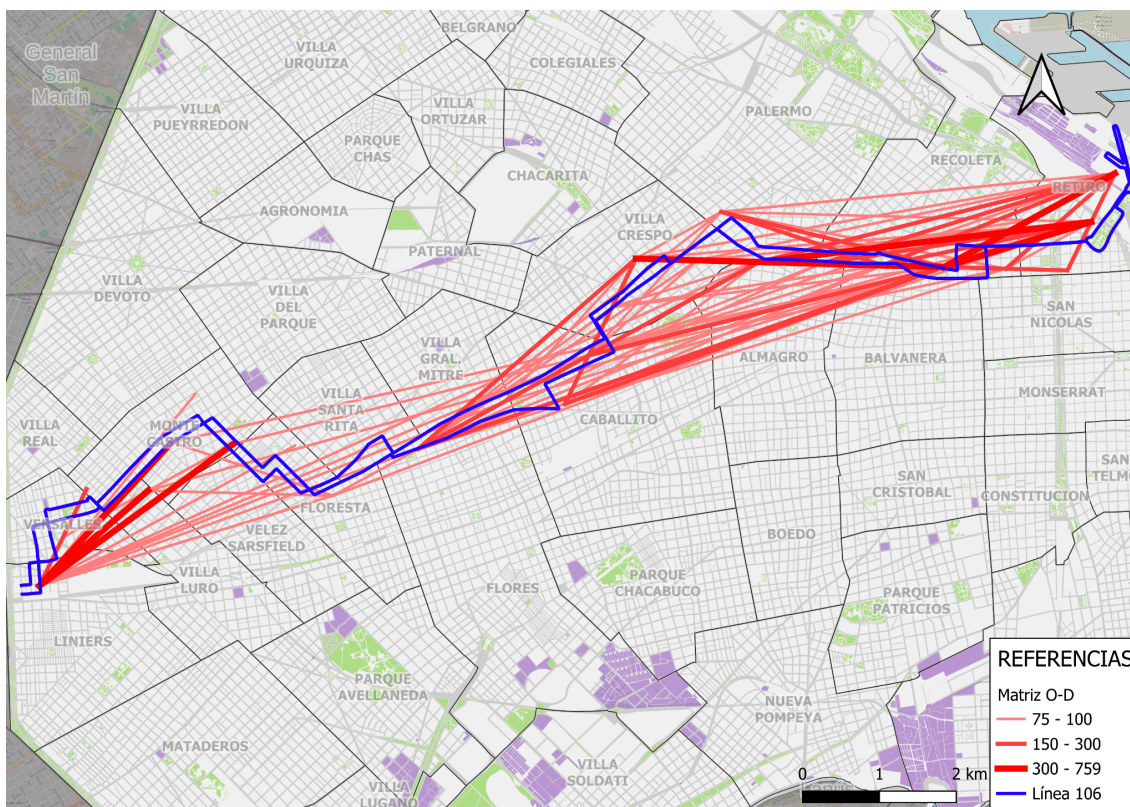 BELGRANO
General
San
Martín
VILLA
URQUIZA
COLEGIALES
VILLA
PUEYRREDON
VILLA
ORTUZAR
PALERMO
PARQUE
CHAS
RECOLETA
CHACARITA
RETIRO
AGRONOMIA
VILLA
CRESPO
PATERNAL
VILLA
DEVOTO
VILLA
DEL
PARQUE
SAN
NICOLAS
VILLA
GRAL.
MITRE
ALMAGRO
BALVANERA
VILLA
SANTA
RITA
MONSERRAT
CABALLITO
VILLA
REAL
MONTE
CASTRO
SAN
CRISTOBAL
SAN
TELMO
CONSTITUCION
FLORESTA
VERSALLES
VELEZ
SARSFIELD
BOEDO
VILLA
LURO
FLORES
PARQUE
CHACABUCO
PARQUE
PATRICIOS
LINIERS
PARQUE
AVELLANEDA
NUEVA
POMPEYA
MATADEROS
VILLA
SOLDATI
VILLA
LUGANO
REFERENCIAS
Matriz O-D
75 - 100
150 - 300
300 - 759
Línea 106
0 1 2 km